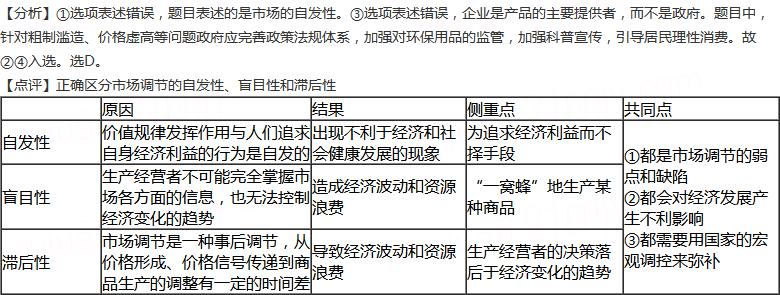 【分析】①选项表述错误，题目表述的是市场的自发性。③选项表述错误，企业是产品的主要提供者，而不是政府。题目中，
针对粗制滥造、价格虚高等问题政府应完善政策法规体系，加强对环保用品的监管，加强科普宣传，引导居民理性消费。故
②④入选。选D。
【点评】正确区分市场调节的自发性、盲目性和滞后性
原因
结果
侧重点
共同点
自发性
价值规律发挥作用与人们追求
自身经济利益的行为是自发的
出现不利于经济和社
会健康发展的现象
为追求经济利益而不
择手段
①都是市场调节的弱
点和缺陷
②都会对经济发展产
生不利影响
③都需要用国家的宏
观调控来弥补
盲目性
生产经营者不可能完全掌握市
场各方面的信息，也无法控制
经济变化的趋势
造成经济波动和资源
浪费
“一窝蜂”地生产某
种商品
滞后性
市场调节是一种事后调节，从
价格形成、价格信号传递到商
品生产的调整有一定的时间差
导致经济波动和资源
浪费
生产经营者的决策落
后于经济变化的趋势